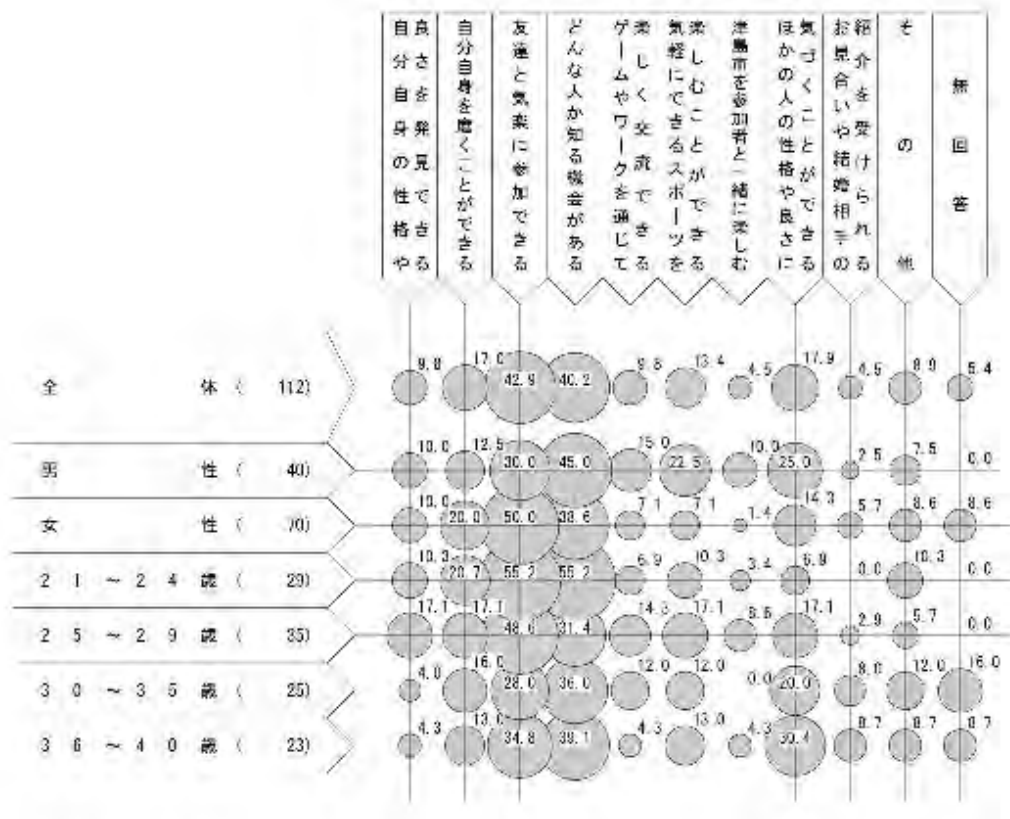 自分自身の性格や
良さを発見できる
自分自身を磨くことができる
友達と気楽に参加できる
どんな人か知る機会がある
ゲームやワークを通じて
楽しく交流できる
気軽にできるスポーツを
楽しむことができる
津島市を参加者と一緒に楽しむ
ほかの人の性格や良さに
気づくことができる
お見合いや結婚相手の
紹介を受けられる
その他
無回答
全体( 112) 9.8 17.0 42.9 40.2 9.8 13.4 4.5 17.9 4.5 8.9 5.4
男性( 40) 10.0 12.5 30.0 45.0 15.0 22.5 10.0 25.0 2.5 7.5 0.0
女性( 70) 10.0 20.0 50.0 38.6 7.1 7.1 1.4 14.3 5.7 8.6 8.6
21~24歳( 29) 10.3 20.7 55.2 55.2 6.9 10.3 3.4 6.9 0.0 10.3 0.0
25~29歳( 35) 17.1 17.1 48.6 31.4 14.3 17.1 8.6 17.1 2.9 5.7 0.0
30~35歳( 25) 4.0 16.0 28.0 36.0 12.0 12.0 0.0 20.0 8.0 12.0 16.0
36~40歳( 23) 4.3 13.0 34.8 39.1 4.3 13.0 4.3 30.4 8.7 8.7 8.7